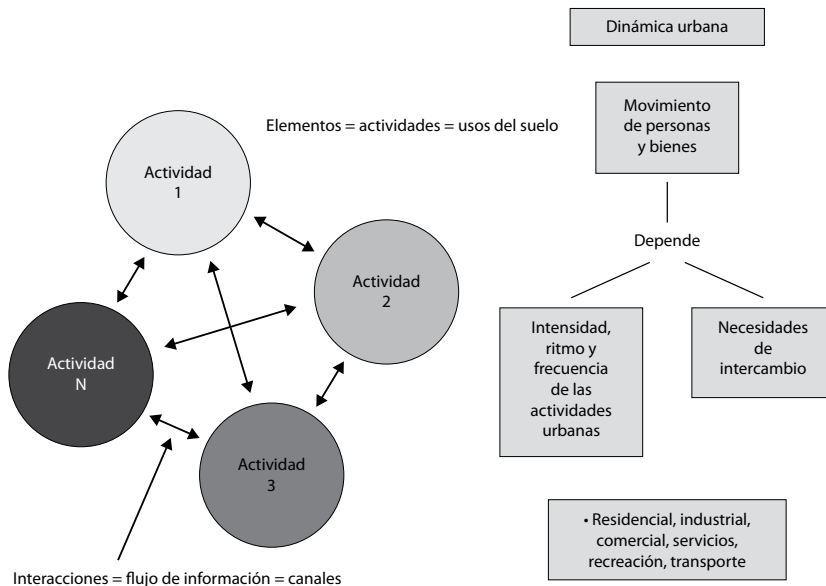 Dinámica urbana
Elementos = actividades = usos del suelo
Movimiento
de personas
y bienes
Actividad
1
Actividad
2
Depende
Actividad
N
Intensidad,
ritmo y
frecuencia
de las
actividades
urbanas
Necesidades
de
intercambio
Actividad
3
• Residencial, industrial,
comercial, servicios,
recreación, transporte
Interacciones = flujo de información = canales